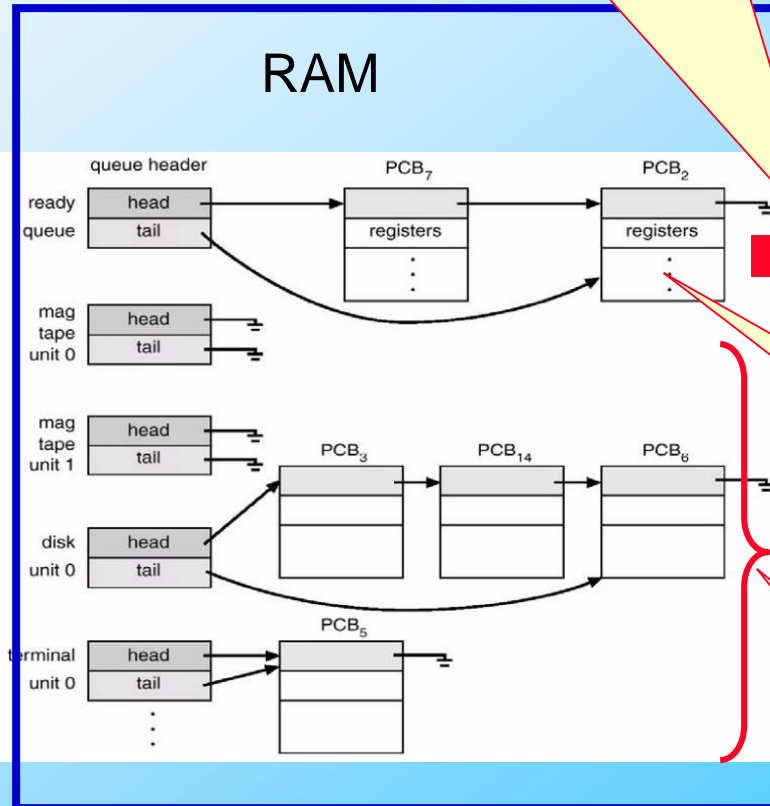 RAM
queue header
PCB7
PCB2
ready
queue
head
tail
registers
registers
mag
tape
unit 0
head
tail
mag
tape
unit 1
head
tail
PCB3
PCB14
PCB6
disk
unit 0
head
tail
PCB5
terminal
unit 0
head
tail